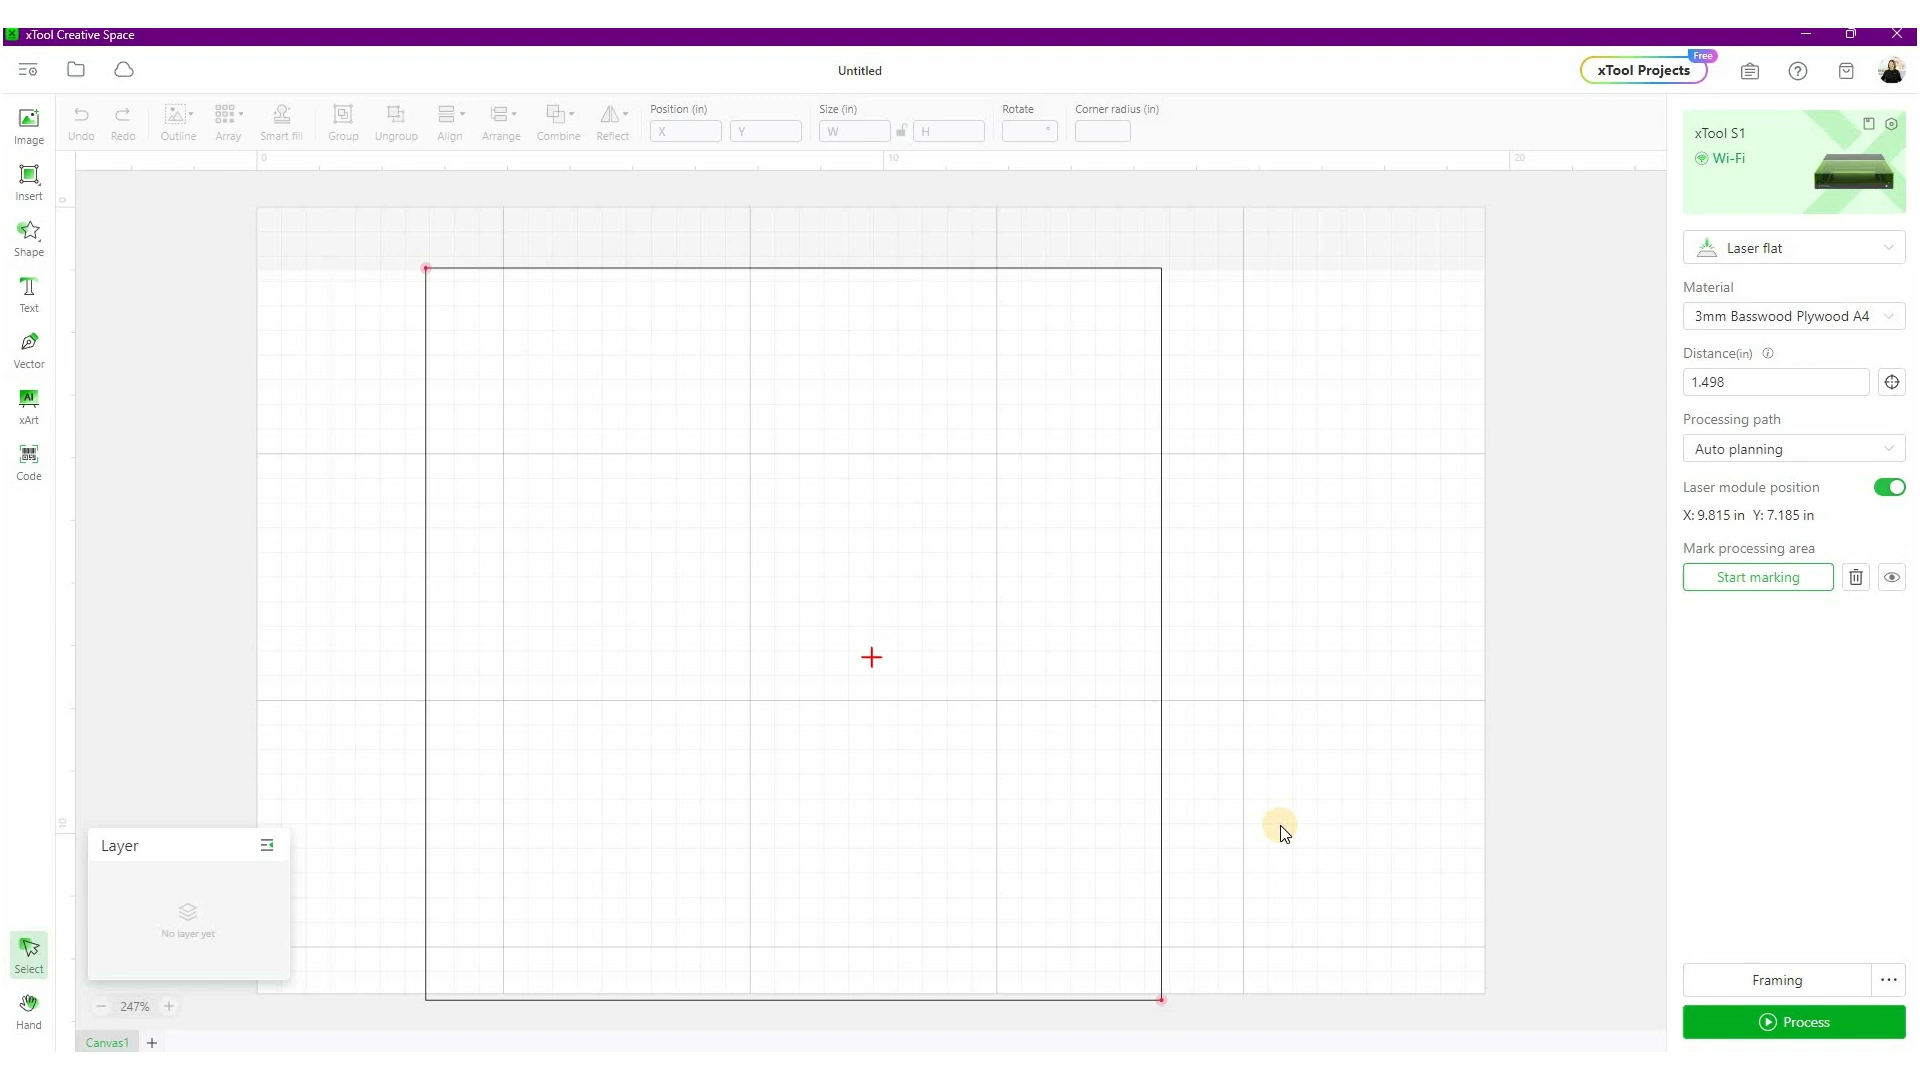 xTool Creative Space
Untitled
Free
xTool Projects
Image
Insert
Shape
Text
Vector
AI
xArt
Code
Select
Hand
Undo
Redo
Outline
Array
Smart fill
Group
Ungroup
Align
Arrange
Combine
Reflect
Position (in)
X
Y
Size (in)
W
H
Rotate
°
Corner radius (in)
0
10
20
0
10
Layer
No layer yet
247%
Canvas1
xTool S1
Wi-Fi
Laser flat
Material
3mm Basswood Plywood A4
Distance(in)
1.498
Processing path
Auto planning
Laser module position
X: 9.815 in Y: 7.185 in
Mark processing area
Start marking
Framing
Process